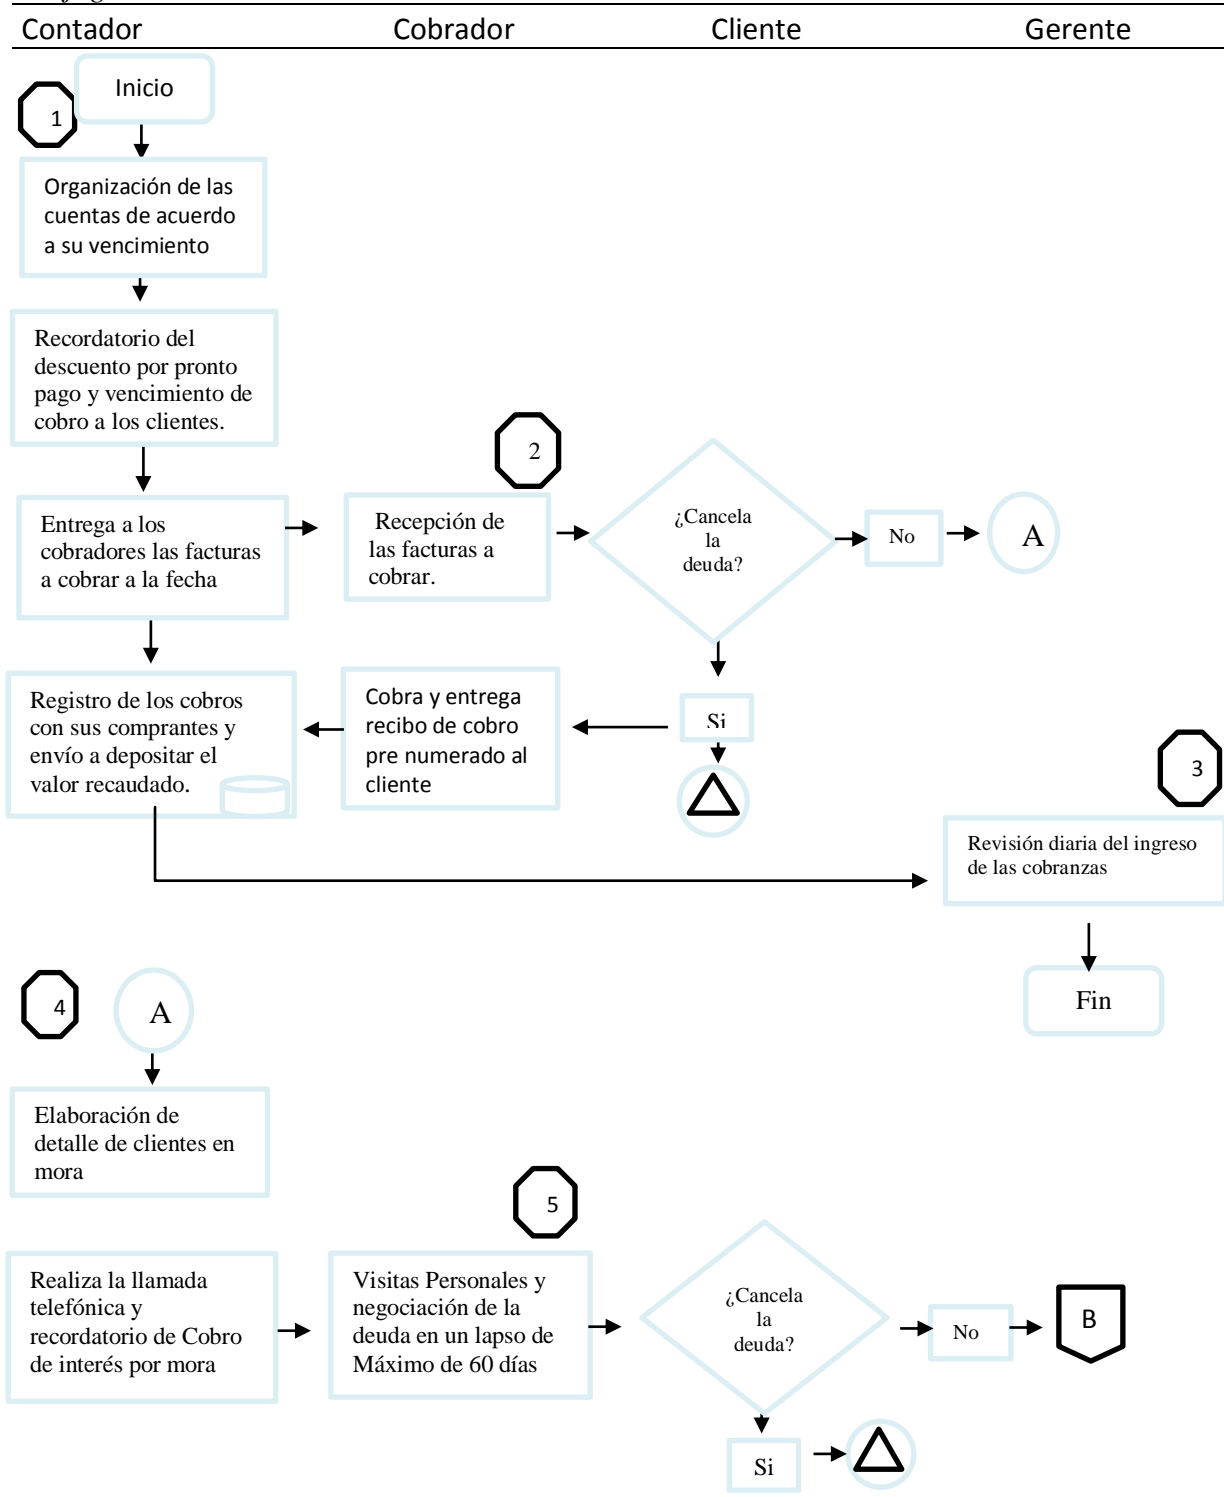 Contador
Cobrador
Cliente
Gerente
Inicio
1
Organización de las
cuentas de acuerdo
a su vencimiento
Recordatorio del
descuento por pronto
pago y vencimiento de
cobro a los clientes.
2
Entrega a los
cobradores las facturas
a cobrar a la fecha
Recepción de
las facturas a
cobrar.
¿Cancela
la
deuda?
No
A
Registro de los cobros
con sus comprantes y
envío a depositar el
valor recaudado.
Cobra y entrega
recibo de cobro
pre numerado al
cliente
Si
3
Revisión diaria del ingreso
de las cobranzas
Fin
4
A
Elaboración de
detalle de clientes en
mora
5
Realiza la llamada
telefónica y
recordatorio de Cobro
de interés por mora
Visitas Personales y
negociación de la
deuda en un lapso de
Máximo de 60 días
¿Cancela
la
deuda?
No
B
Si